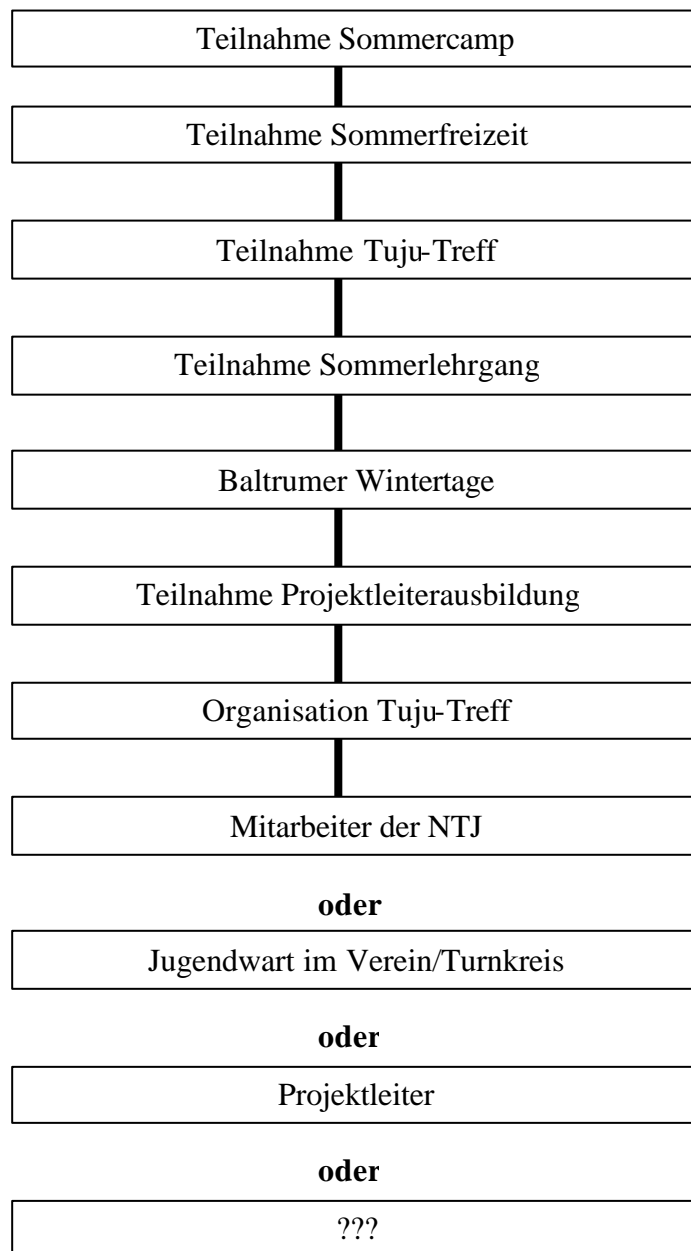 Teilnahme Sommercamp
Teilnahme Sommerfreizeit
Teilnahme Tuju-Treff
Teilnahme Sommerlehrgang
Baltrumer Wintertage
Teilnahme Projektleiterausbildung
Organisation Tuju-Treff
Mitarbeiter der NTJ
oder
Jugendwart im Verein/Turnkreis
oder
Projektleiter
oder
???